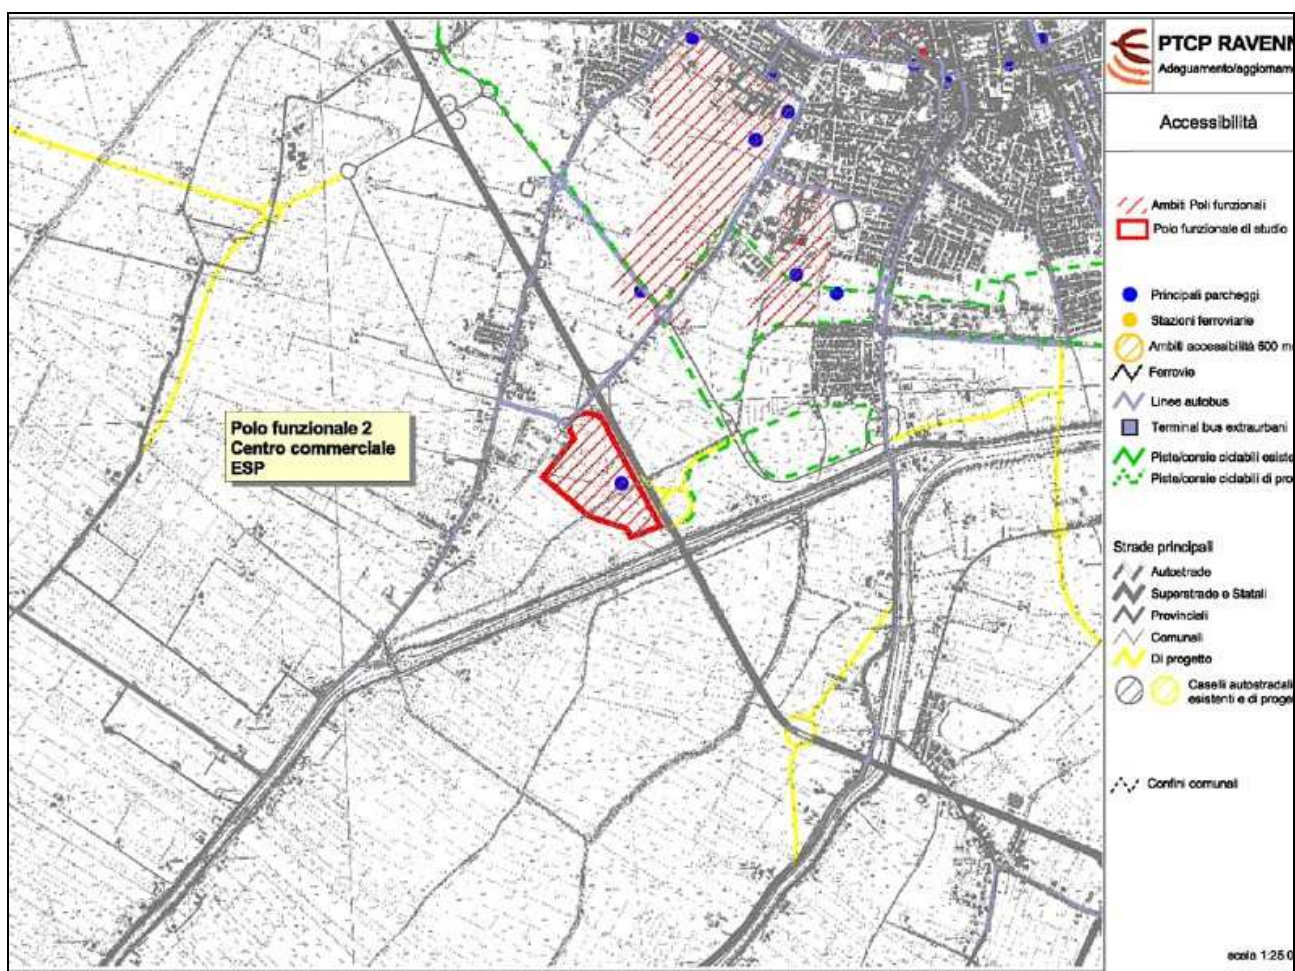 PTCP RAVENN
Adeguamento/aggiorname
Accessibilità
Ambiti Poli funzionali
Polo funzionale di studio
Principali parcheggi
Stazioni ferroviarie
Ambiti accessibilità 600 m
Ferrovie
Linee autobus
Terminal bus extraurbani
Piste/corsie ciclabili esiste
Piste/corsie ciclabili di pro
Strade principali
Autostrade
Superstrade e Statali
Provinciali
Comunali
Di progetto
Caselli autostradali
esistenti e di proge
Confini comunali
scala 1:25 0
Polo funzionale 2
Centro commerciale
ESP